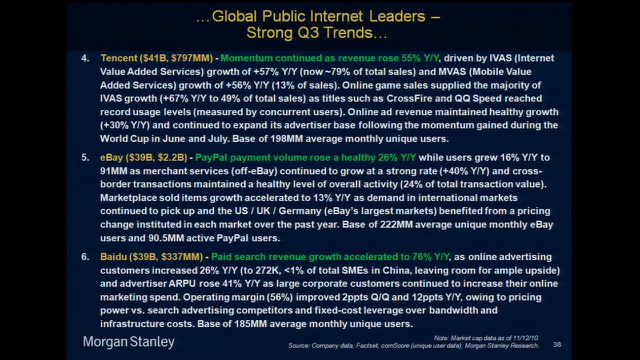 …Global Public Internet Leaders –
Strong Q3 Trends…
4. Tencent ($41B, $797MM) - Momentum continued as revenue rose 55% Y/Y, driven by IVAS (Internet
Value Added Services) growth of +57% Y/Y (now ~79% of total sales) and MVAS (Mobile Value
Added Services) growth of +56% Y/Y (13% of sales). Online game sales supplied the majority of
IVAS growth (+67% Y/Y to 49% of total sales) as titles such as CrossFire and QQ Speed reached
record usage levels (measured by concurrent users). Online ad revenue maintained healthy growth
(+30% Y/Y) and continued to expand its advertiser base following the momentum gained during the
World Cup in June and July. Base of 198MM average monthly unique users.
5. eBay ($39B, $2.2B) - PayPal payment volume rose a healthy 26% Y/Y while users grew 16% Y/Y to
91MM as merchant services (off-eBay) continued to grow at a strong rate (+40% Y/Y) and cross-
border transactions maintained a healthy level of overall activity (24% of total transaction value).
Marketplace sold items growth accelerated to 13% Y/Y as demand in international markets
continued to pick up and the US / UK / Germany (eBay's largest markets) benefited from a pricing
change instituted in each market over the past year. Base of 222MM average unique monthly eBay
users and 90.5MM active PayPal users.
6. Baidu ($39B, $337MM) - Paid search revenue growth accelerated to 76% Y/Y, as online advertising
customers increased 26% Y/Y (to 272K, <1% of total SMEs in China, leaving room for ample upside)
and advertiser ARPU rose 41% Y/Y as large corporate customers continued to increase their online
marketing spend. Operating margin (56%) improved 2ppts Q/Q and 12ppts Y/Y, owing to pricing
power vs. search advertising competitors and fixed-cost leverage over bandwidth and
infrastructure costs. Base of 185MM average monthly unique users.
Note: Market cap data as of 11/12/10
Morgan Stanley
Source: Company data, Factset, comScore (unique user data), Morgan Stanley Research.
38